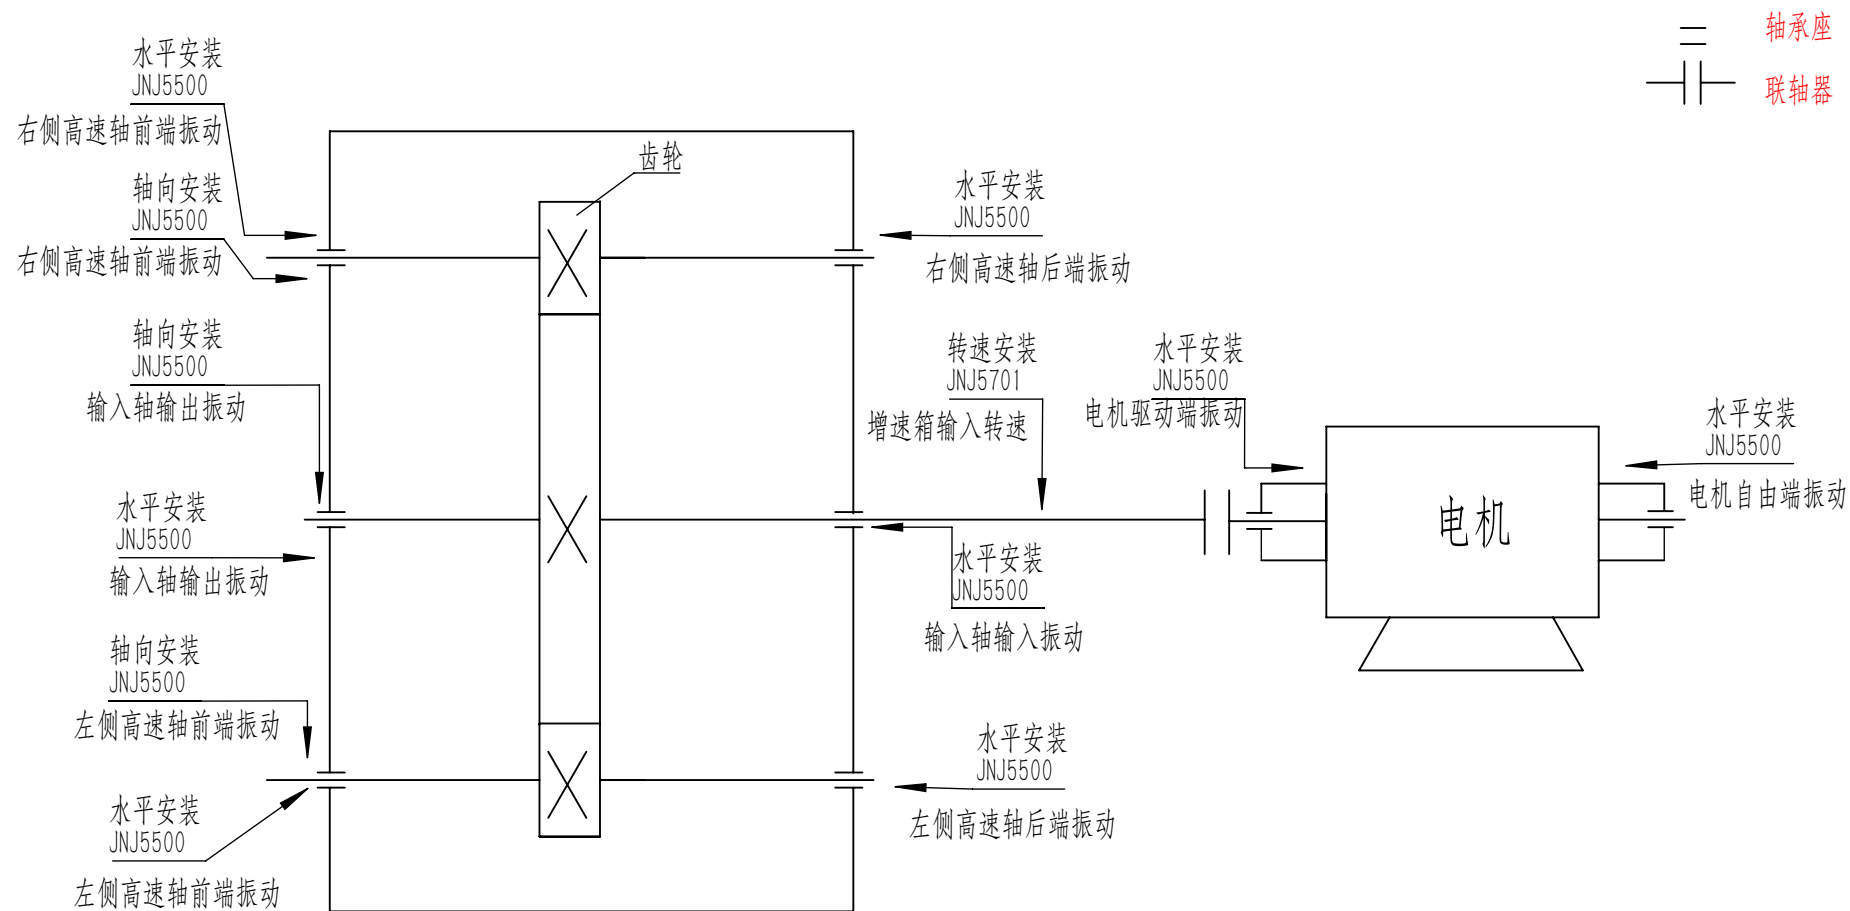 轴承座
联轴器
水平安装
JNJ5500
右侧高速轴前端振动
轴向安装
JNJ5500
右侧高速轴前端振动
齿轮
水平安装
JNJ5500
右侧高速轴后端振动
轴向安装
JNJ5500
输入轴输出振动
转速安装
JNJ5701
增速箱输入转速
水平安装
JNJ5500
电机驱动端振动
水平安装
JNJ5500
电机自由端振动
电机
水平安装
JNJ5500
输入轴输出振动
水平安装
JNJ5500
输入轴输入振动
轴向安装
JNJ5500
左侧高速轴前端振动
水平安装
JNJ5500
左侧高速轴后端振动
水平安装
JNJ5500
左侧高速轴前端振动